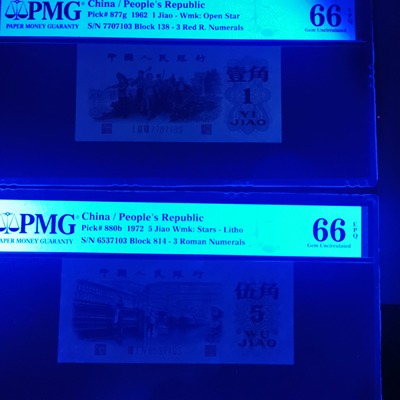 PMG
PAPER MONEY GUARANTY
China / People's Republic
Pick# 877g 1962 1 Jiao - Wmk: Open Star
S/N 7707103 Block 138 - 3 Red R. Numerals
66 EPQ
Gem Uncirculated
中國人民銀行
壹角
1
YI
JIAO
PMG
PAPER MONEY GUARANTY
China / People's Republic
Pick# 880b 1972 5 Jiao Wmk: Stars - Litho
S/N 6537103 Block 814 - 3 Roman Numerals
66 EPQ
Gem Uncirculated
中國人民銀行
伍角
5
WU
JIAO